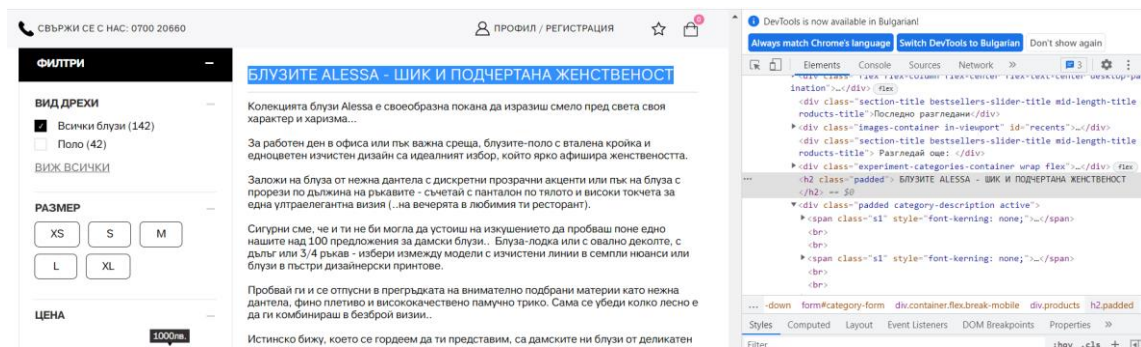 СВЪРЖИ СЕ С НАС: 0700 20660
ПРОФИЛ / РЕГИСТРАЦИЯ
0
ФИЛТРИ
ВИД ДРЕХИ
Всички блузи (142)
Поло (42)
ВИЖ ВСИЧКИ
РАЗМЕР
XS S M
L XL
ЦЕНА
1000лв.
БЛУЗИТЕ ALESSA - ШИК И ПОДЧЕРТАНА ЖЕНСТВЕНОСТ
Колекцията блузи Alessa е своеобразна покана да изразиш смело пред света своя
характер и харизма...
За работен ден в офиса или пък важна среща, блузите-поло с вталена кройка и
едноцветен изчистен дизайн са идеалният избор, който ярко афишира женствеността.
Заложи на блуза от нежна дантела с дискретни прозрачни акценти или пък на блуза с
прорези по дължина на ръкавите - съчетай с панталон по тялото и високи токчета за
една ултраелегантна визия (..на вечерята в любимия ти ресторант).
Сигурни сме, че и ти не би могла да устоиш на изкушението да пробваш поне едно
нашите над 100 предложения за дамски блузи.. Блуза-лодка или с овално деколте, с
дълъг или 3/4 ръкав - избери измежду модели с изчистени линии в семпли нюанси или
блузи в пъстри дизайнерски принтове.
Пробвай ги и се отпусни в прегръдката на внимателно подбрани материи като нежна
дантела, фино плетиво и висококачествено памучно трико. Сама се убеди колко лесно е
да ги комбинираш в безброй визии..
Истинско бижу, което се гордеем да ти представим, са дамските ни блузи от деликатен
DevTools is now available in Bulgarian!
Always match Chrome's language Switch DevTools to Bulgarian Don't show again
Elements Console Sources Network » 3
<div class="flex flex-column flex-center flex-text-center desktop-pa
ination">…</div> flex
<div class="section-title bestsellers-slider-title mid-length-title
roducts-title">Последно разгледани</div>
<div class="images-container in-viewport" id="recents">…</div>
<div class="section-title bestsellers-slider-title mid-length-title
roducts-title"> Разгледай още: </div>
<div class="experiment-categories-container wrap flex">…</div> flex
<h2 class="padded"> БЛУЗИТЕ ALESSA - ШИК И ПОДЧЕРТАНА ЖЕНСТВЕНОСТ
</h2> == $0
<div class="padded category-description active">
<span class="s1" style="font-kerning: none;">…</span>
<br>
<br>
<span class="s1" style="font-kerning: none;">…</span>
<br>
<br>
... -down form#category-form div.container.flex.break-mobile div.products h2.padded
Styles Computed Layout Event Listeners DOM Breakpoints Properties »
Filter :hov .cls +